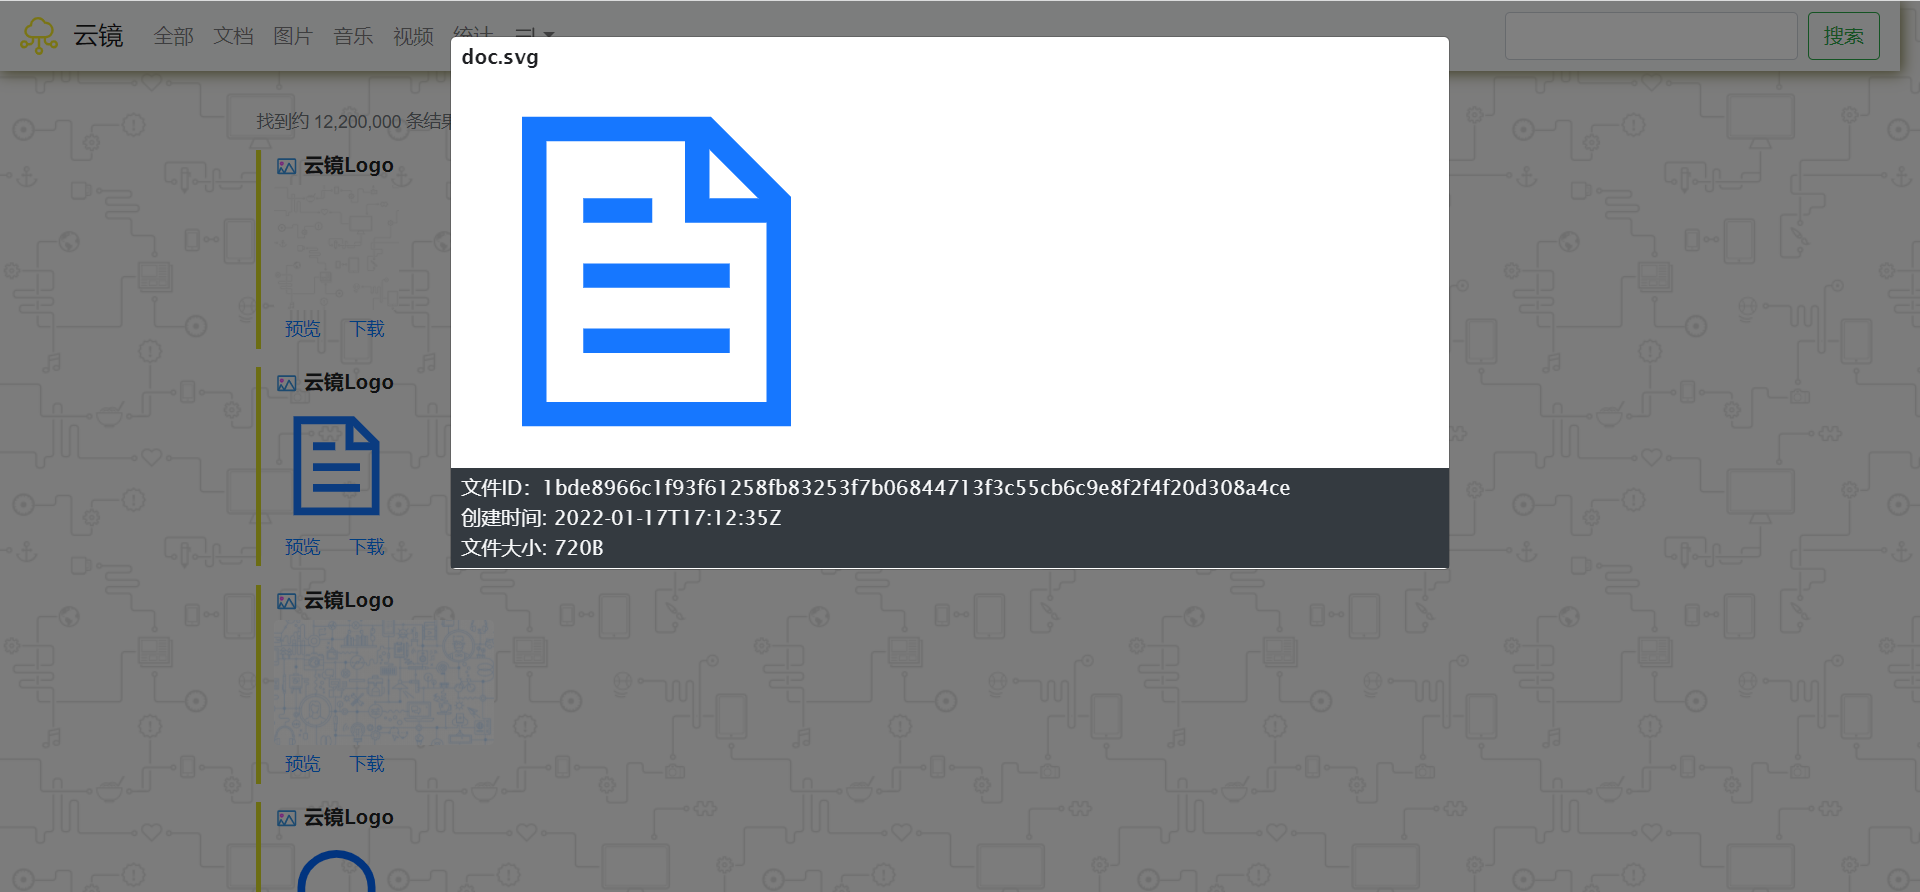 云镜 全部 文档 图片 音乐 视频 统计
搜索
doc.svg
找到约 12,200,000 条结果
云镜Logo
预览 下载
云镜Logo
预览 下载
文件ID: 1bde8966c1f93f61258fb83253f7b06844713f3c55cb6c9e8f2f4f20d308a4ce
创建时间: 2022-01-17T17:12:35Z
文件大小: 720B
云镜Logo
预览 下载
云镜Logo